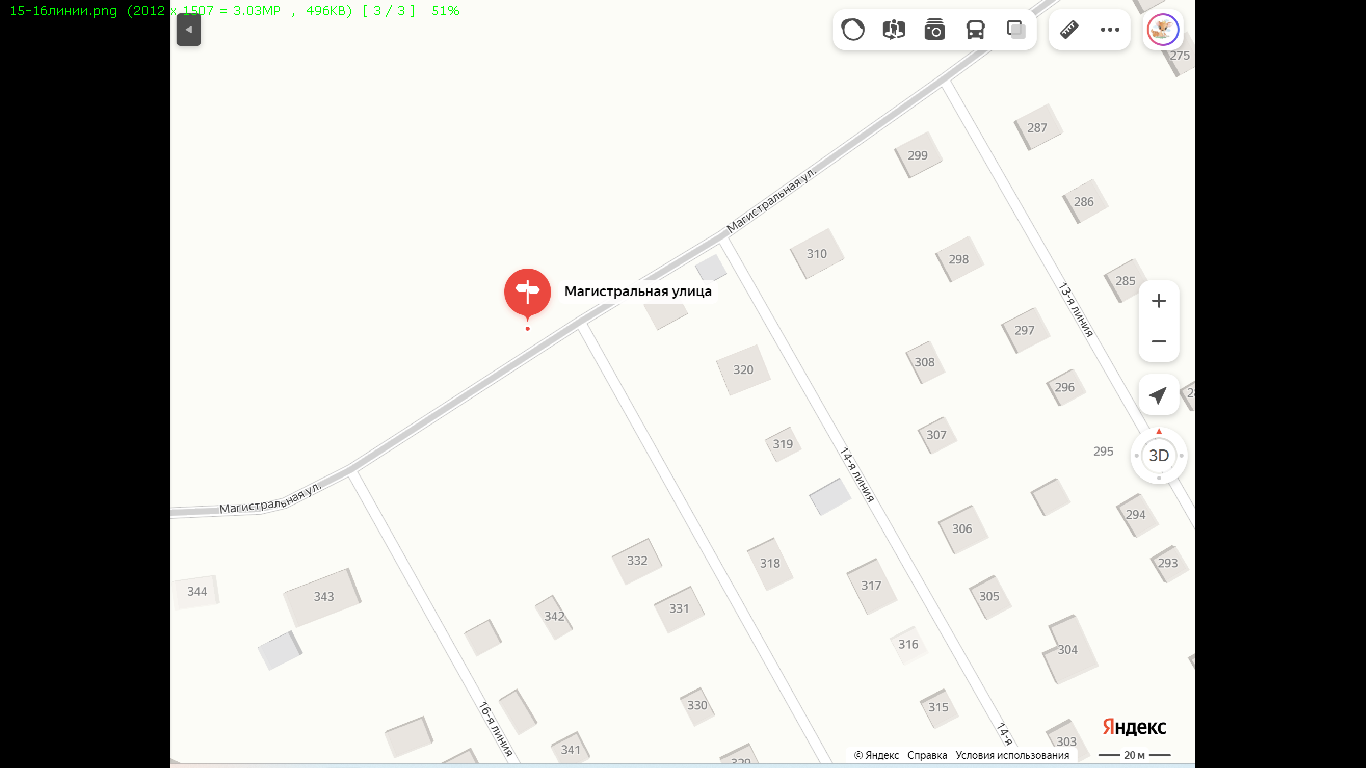 15-16линии.png (2012 x 1507 = 3.03MP , 496KB) [ 3 / 3 ] 51%
275
287
299
286
Магистральная ул.
310
298
285
Магистральная улица
13-я линия
297
308
320
296
307
319
295
3D
14-я линия
Магистральная ул.
294
306
332
318
293
317
344
343
305
331
342
316
304
330
315
16-я линия
14-я
Яндекс
303
341
© Яндекс Справка Условия использования
20 м